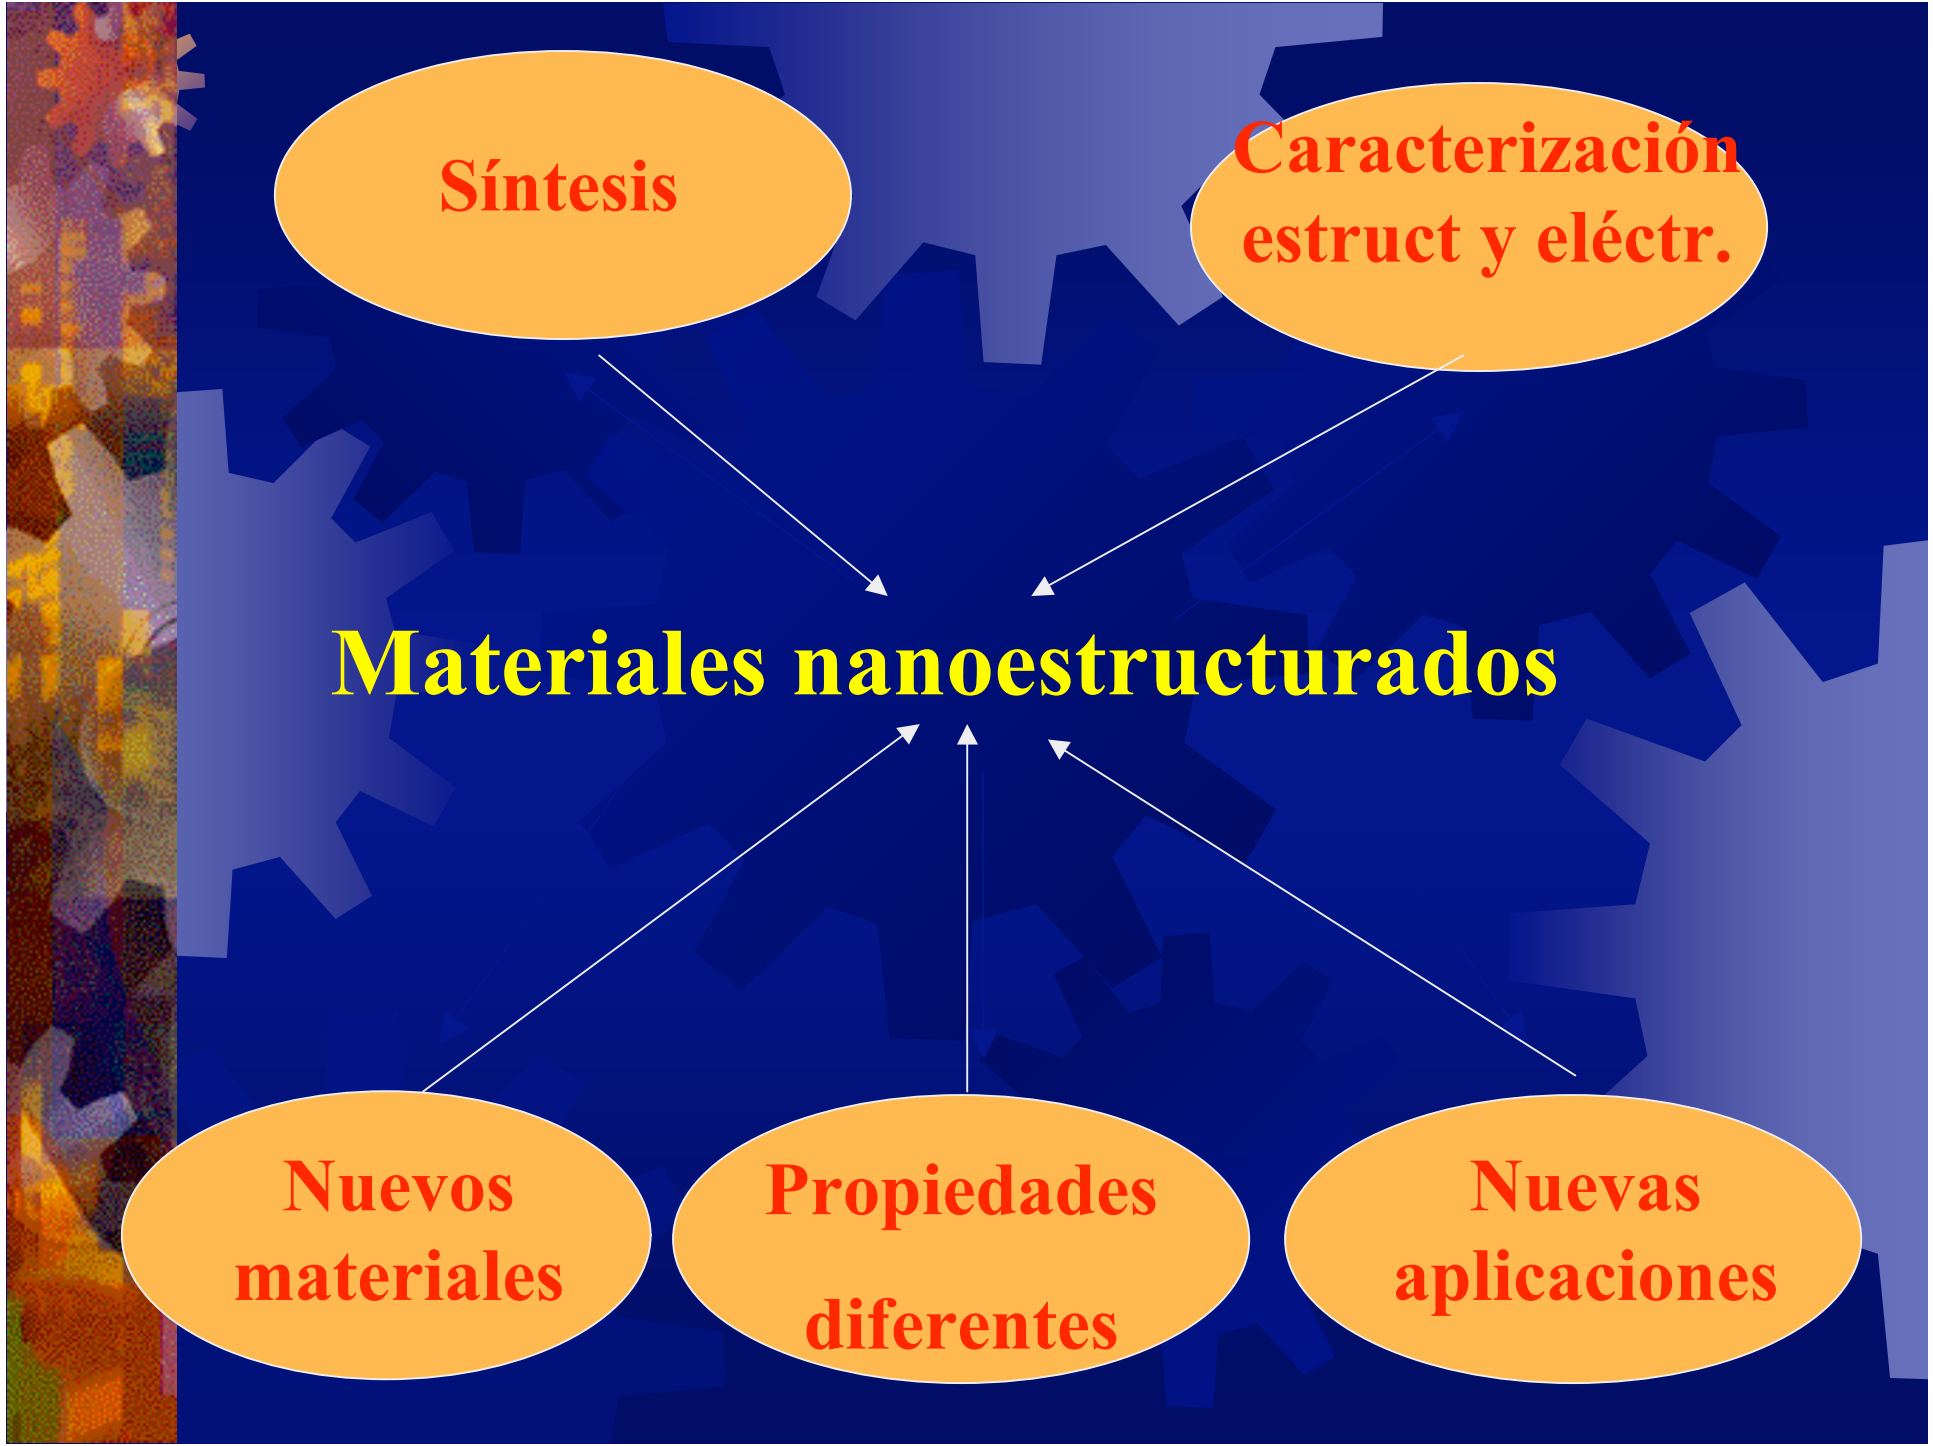 Síntesis
Caracterización
estruct y eléctr.
Materiales nanoestructurados
Nuevos
materiales
Propiedades
diferentes
Nuevas
aplicaciones